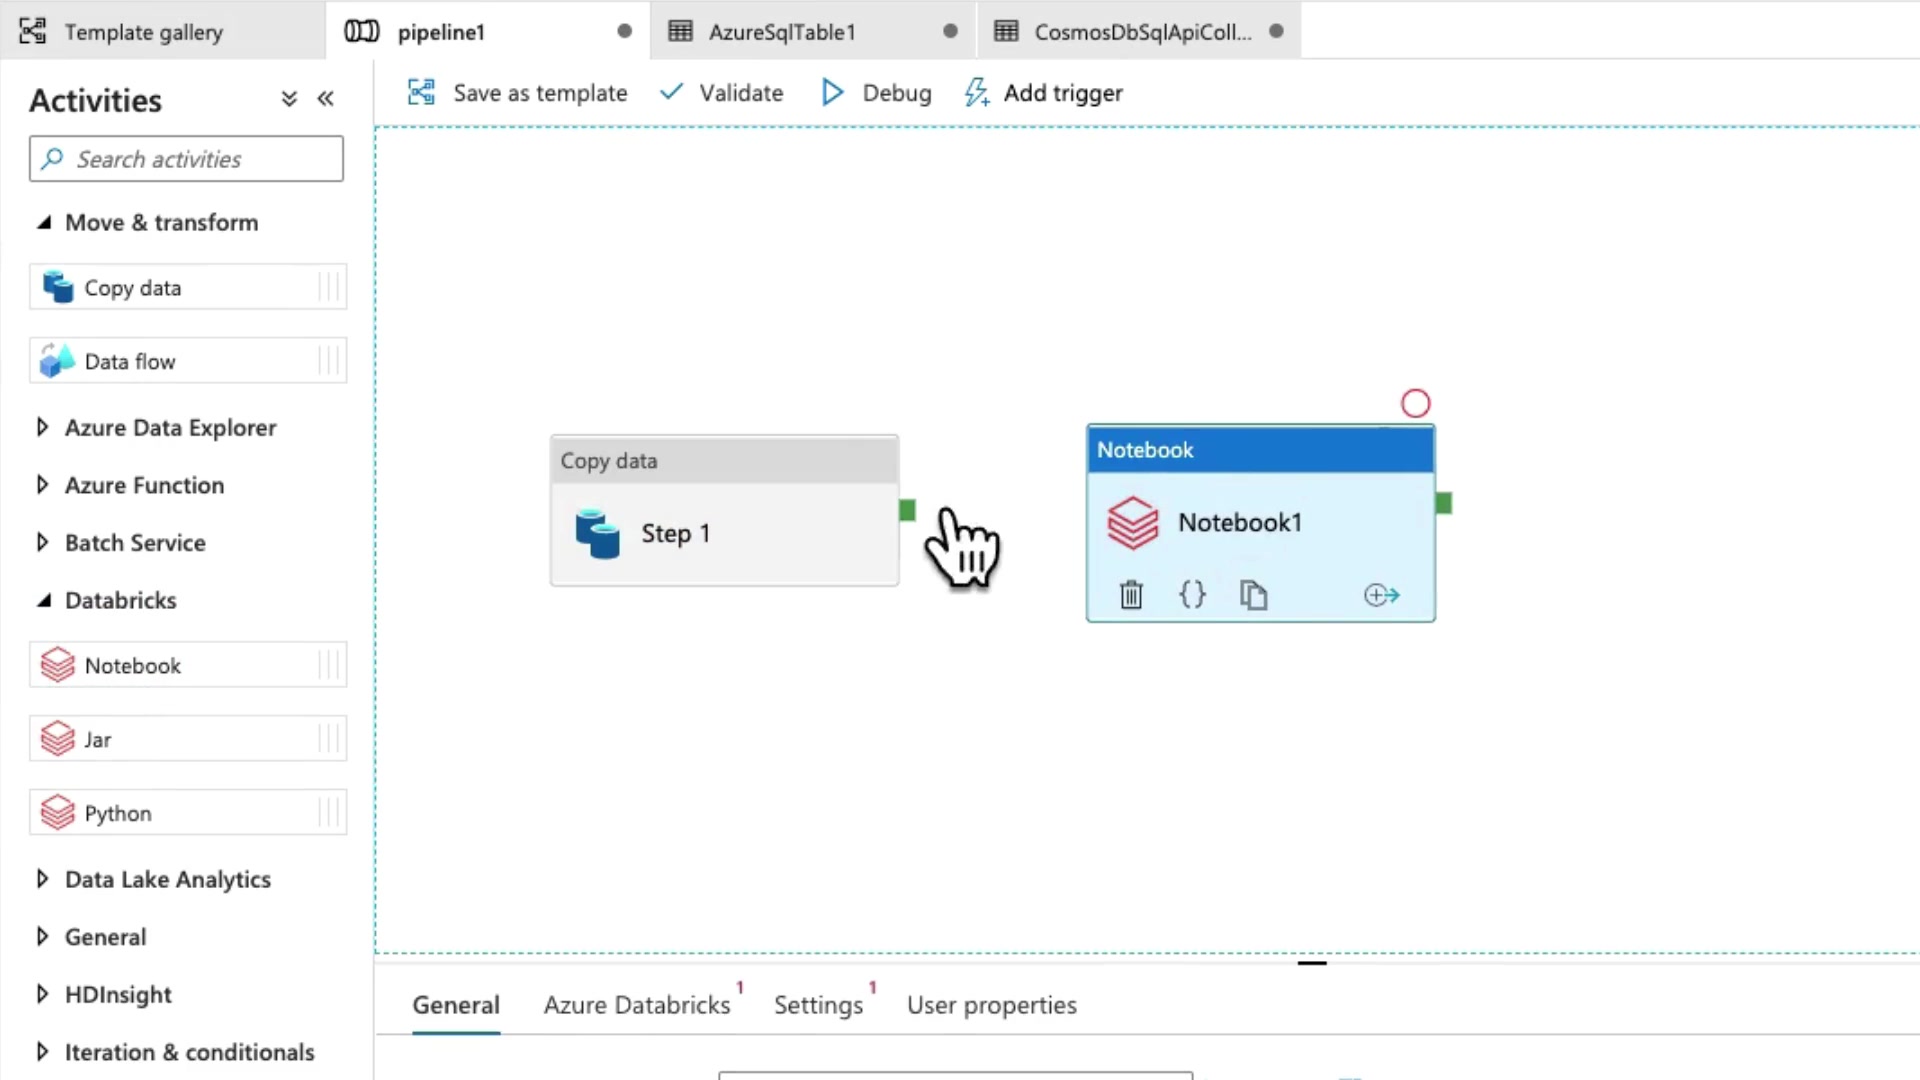 Template gallery
pipeline1
AzureSqlTable1
CosmosDbSqlApiColl...
Activities
Save as template
Validate
Debug
Add trigger
Search activities
Move & transform
Copy data
Data flow
Azure Data Explorer
Azure Function
Batch Service
Databricks
Notebook
Jar
Python
Data Lake Analytics
General
HDInsight
Iteration & conditionals
Copy data
Step 1
Notebook
Notebook1
{}
General
Azure Databricks 1
Settings 1
User properties